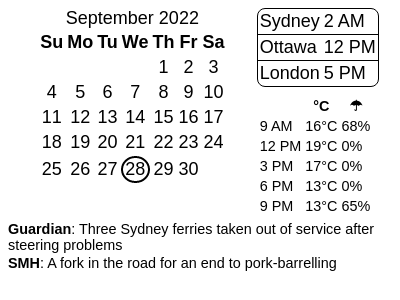 September 2022
Su Mo Tu We Th Fr Sa
1 2 3
4 5 6 7 8 9 10
11 12 13 14 15 16 17
18 19 20 21 22 23 24
25 26 27 28 29 30
Sydney 2 AM
Ottawa 12 PM
London 5 PM
°C ☂
9 AM 16°C 68%
12 PM 19°C 0%
3 PM 17°C 0%
6 PM 13°C 0%
9 PM 13°C 65%
Guardian: Three Sydney ferries taken out of service after
steering problems
SMH: A fork in the road for an end to pork-barrelling